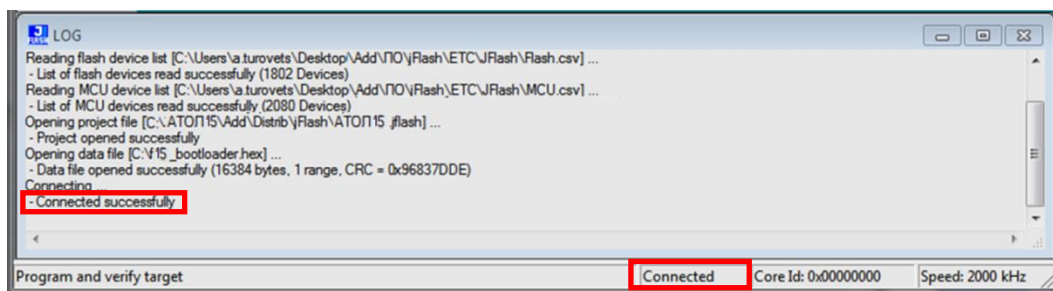 LOG
Reading flash device list [C:\Users\a.turovets\Desktop\Add\ПО\jFlash\ETC\JFlash\Flash.csv] ...
- List of flash devices read successfully (1802 Devices)
Reading MCU device list [C:\Users\a.turovets\Desktop\Add\ПО\jFlash\ETC\JFlash\MCU.csv] ...
- List of MCU devices read successfully (2080 Devices)
Opening project file [C:\АТОЛ15\Add\Distrib\jFlash\АТОЛ15 .jflash] ...
- Project opened successfully
Opening data file [C:\f15 _bootloader.hex] ...
- Data file opened successfully (16384 bytes, 1 range, CRC = 0x96837DDE)
Connecting ...
- Connected successfully
Program and verify target
Connected
Core Id: 0x00000000
Speed: 2000 kHz